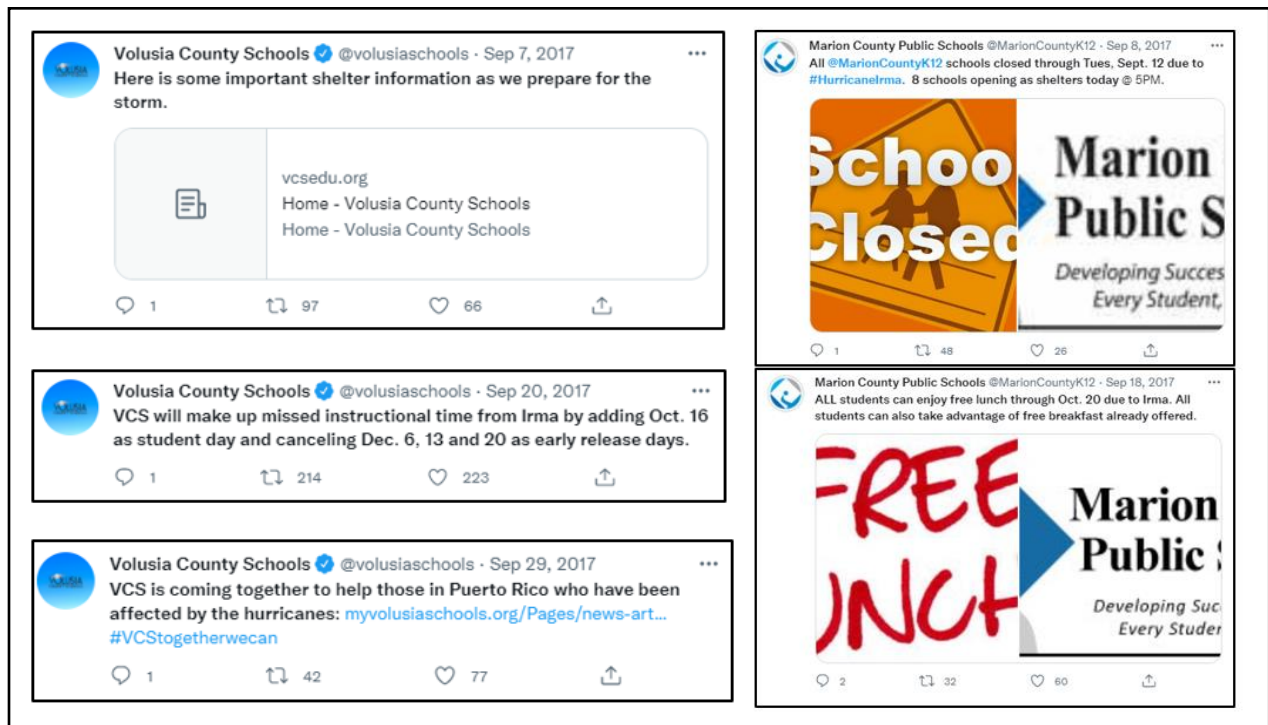 Volusia County Schools @volusiaschools · Sep 7, 2017
Here is some important shelter information as we prepare for the
storm.
vcsedu.org
Home - Volusia County Schools
Home - Volusia County Schools
1 97 66
Volusia County Schools @volusiaschools · Sep 20, 2017
VCS will make up missed instructional time from Irma by adding Oct. 16
as student day and canceling Dec. 6, 13 and 20 as early release days.
1 214 223
Volusia County Schools @volusiaschools · Sep 29, 2017
VCS is coming together to help those in Puerto Rico who have been
affected by the hurricanes: myvolusiaschools.org/Pages/news-art...
#VCStogetherwecan
1 42 77
Marion County Public Schools @MarionCountyK12 · Sep 8, 2017
All @MarionCountyK12 schools closed through Tues, Sept. 12 due to
#HurricaneIrma. 8 schools opening as shelters today @ 5PM.
Schoo
Closed
Marion
Public S
Developing Succes
Every Student,
1 48 26
Marion County Public Schools @MarionCountyK12 · Sep 18, 2017
ALL students can enjoy free lunch through Oct. 20 due to Irma. All
students can also take advantage of free breakfast already offered.
FREE
UNCH
Marion
Public
Developing Suc
Every Studen
2 32 60